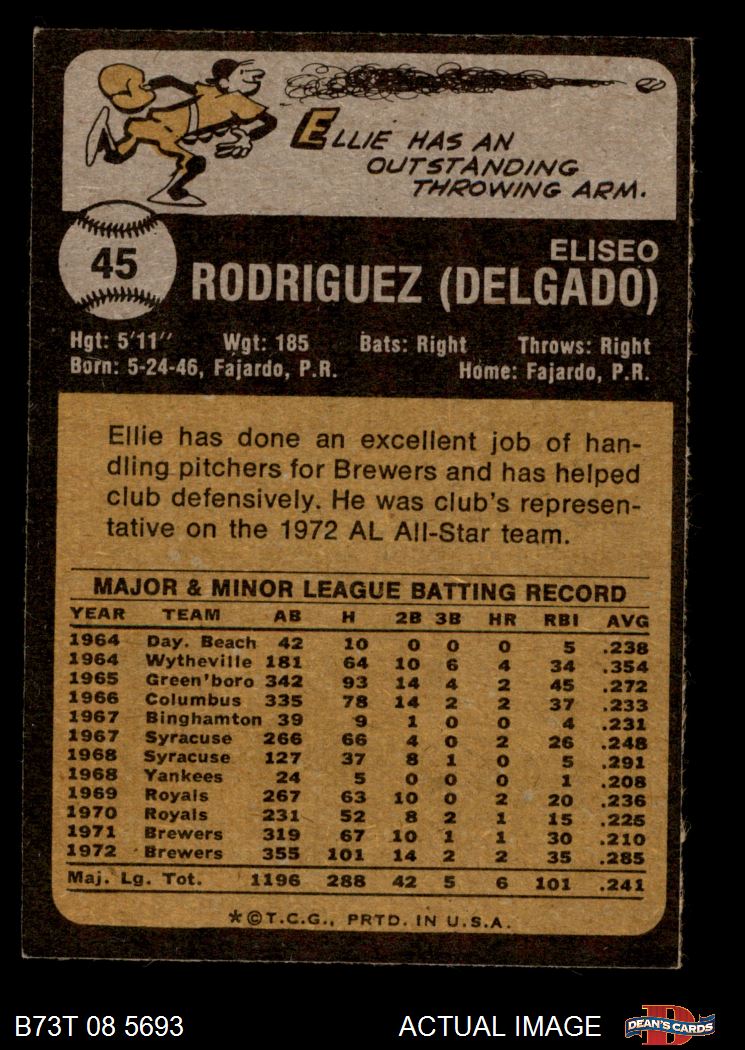 ELLIE HAS AN
OUTSTANDING
THROWING ARM.
45
ELISEO
RODRIGUEZ (DELGADO)
Hgt: 5'11" Wgt: 185 Bats: Right Throws: Right
Born: 5-24-46, Fajardo, P.R. Home: Fajardo, P.R.
Ellie has done an excellent job of han-
dling pitchers for Brewers and has helped
club defensively. He was club's represen-
tative on the 1972 AL All-Star team.
MAJOR & MINOR LEAGUE BATTING RECORD
YEAR TEAM AB H 2B 3B HR RBI AVG
1964 Day. Beach 42 10 0 0 0 5 .238
1964 Wytheville 181 64 10 6 4 34 .354
1965 Green'boro 342 93 14 4 2 45 .272
1966 Columbus 335 78 14 2 2 37 .233
1967 Binghamton 39 9 1 0 0 4 .231
1967 Syracuse 266 66 4 0 2 26 .248
1968 Syracuse 127 37 8 1 0 5 .291
1968 Yankees 24 5 0 0 0 1 .208
1969 Royals 267 63 10 0 2 20 .236
1970 Royals 231 52 8 2 1 15 .225
1971 Brewers 319 67 10 1 1 30 .210
1972 Brewers 355 101 14 2 2 35 .285
Maj. Lg. Tot. 1196 288 42 5 6 101 .241
*©T.C.G., PRTD. IN U.S.A.
B73T 08 5693 ACTUAL IMAGE DEAN'S CARDS